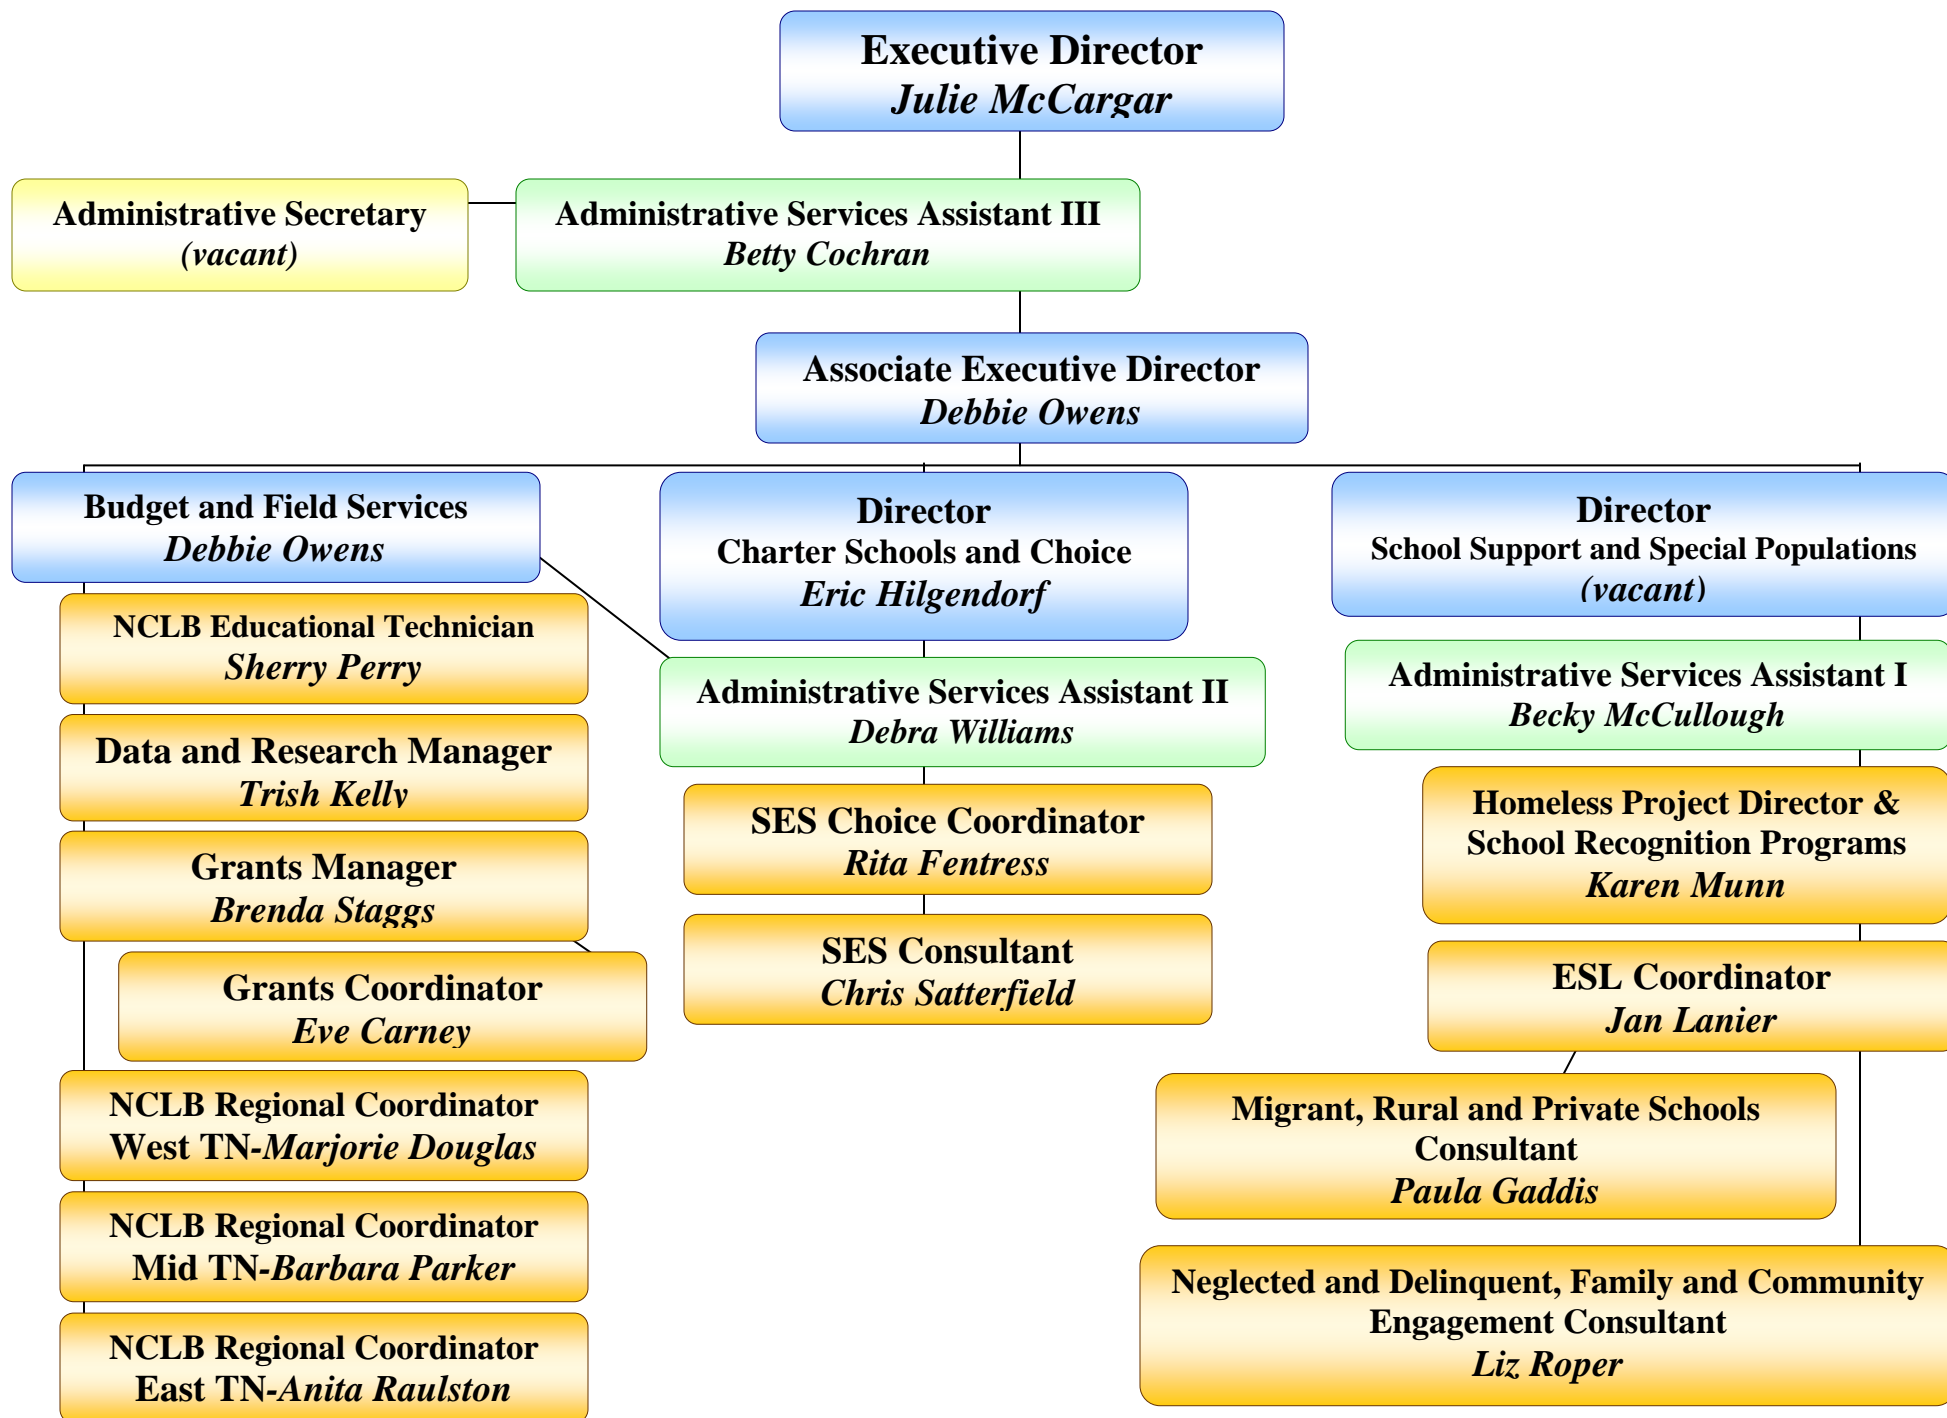 Executive Director
Julie McCargar
Administrative Secretary
(vacant)
Administrative Services Assistant III
Betty Cochran
Associate Executive Director
Debbie Owens
Budget and Field Services
Debbie Owens
NCLB Educational Technician
Sherry Perry
Data and Research Manager
Trish Kelly
Grants Manager
Brenda Staggs
Grants Coordinator
Eve Carney
NCLB Regional Coordinator
West TN-Marjorie Douglas
NCLB Regional Coordinator
Mid TN-Barbara Parker
NCLB Regional Coordinator
East TN-Anita Raulston
Director
Charter Schools and Choice
Eric Hilgendorf
Administrative Services Assistant II
Debra Williams
SES Choice Coordinator
Rita Fentress
SES Consultant
Chris Satterfield
Director
School Support and Special Populations
(vacant)
Administrative Services Assistant I
Becky McCullough
Homeless Project Director &
School Recognition Programs
Karen Munn
ESL Coordinator
Jan Lanier
Migrant, Rural and Private Schools
Consultant
Paula Gaddis
Neglected and Delinquent, Family and Community
Engagement Consultant
Liz Roper